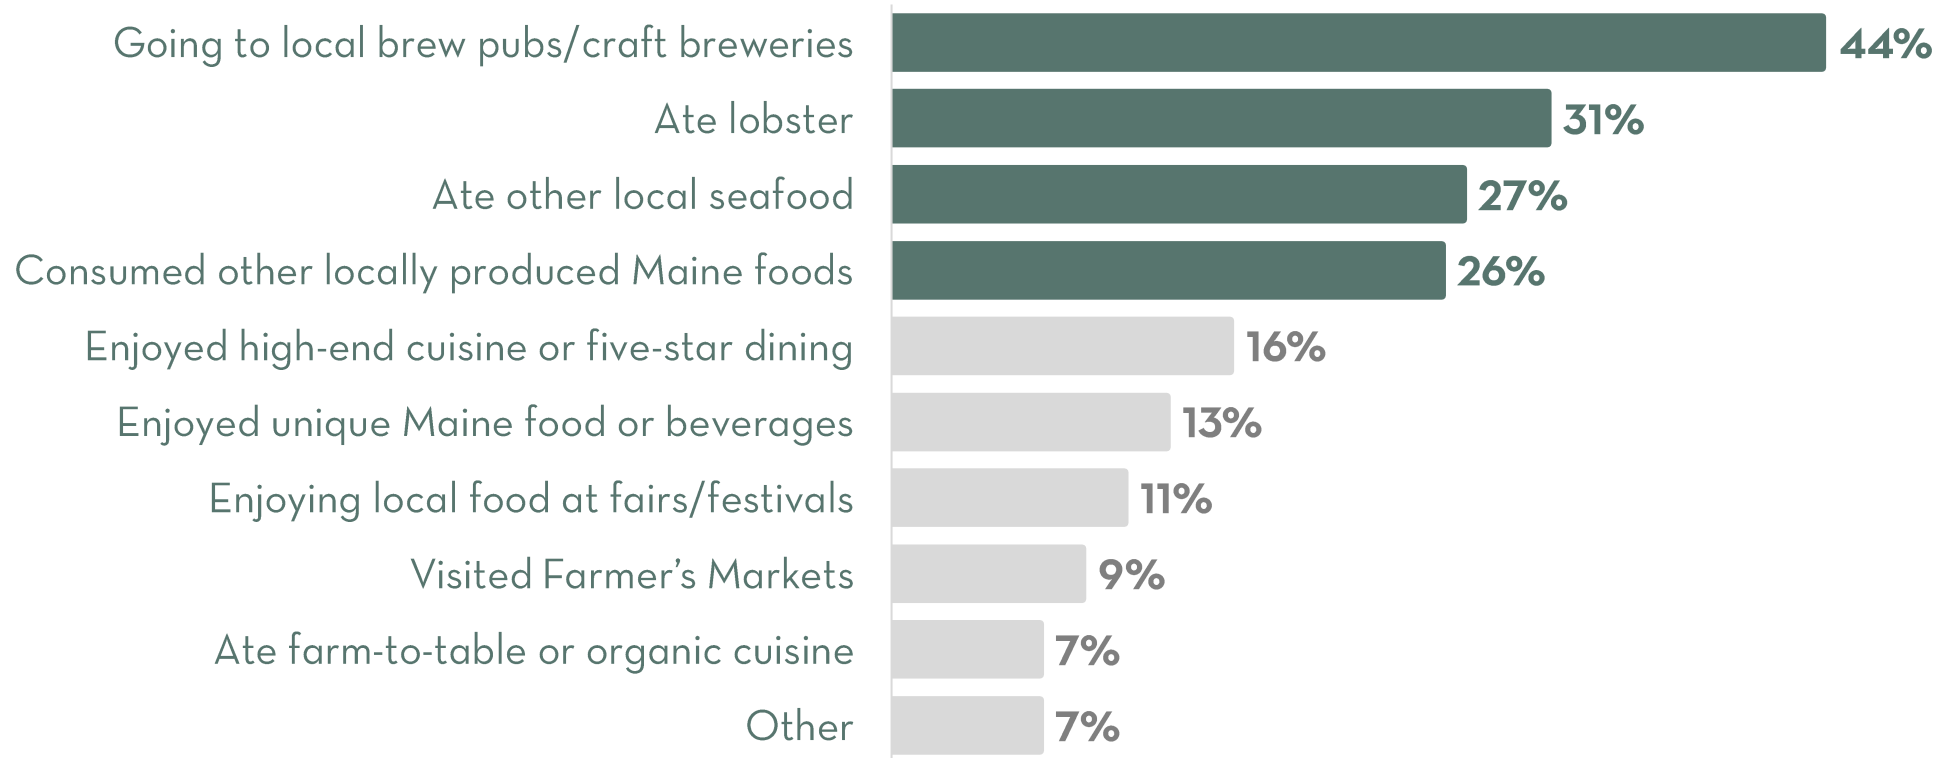 Going to local brew pubs/craft breweries 44%
Ate lobster 31%
Ate other local seafood 27%
Consumed other locally produced Maine foods 26%
Enjoyed high-end cuisine or five-star dining 16%
Enjoyed unique Maine food or beverages 13%
Enjoying local food at fairs/festivals 11%
Visited Farmer’s Markets 9%
Ate farm-to-table or organic cuisine 7%
Other 7%